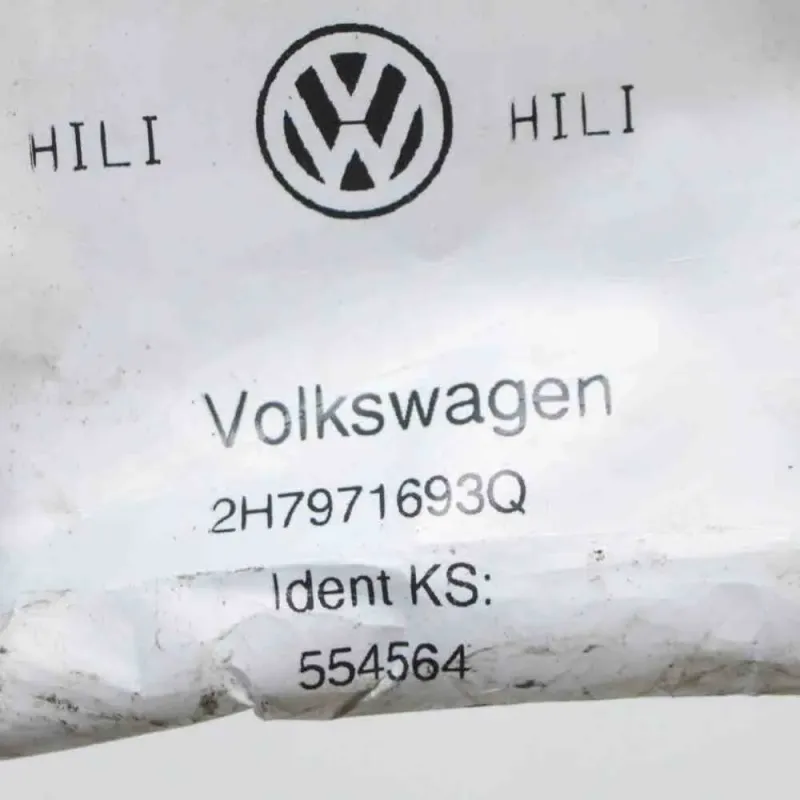 HILI HILI
Volkswagen
2H7971693Q
Ident KS:
554564